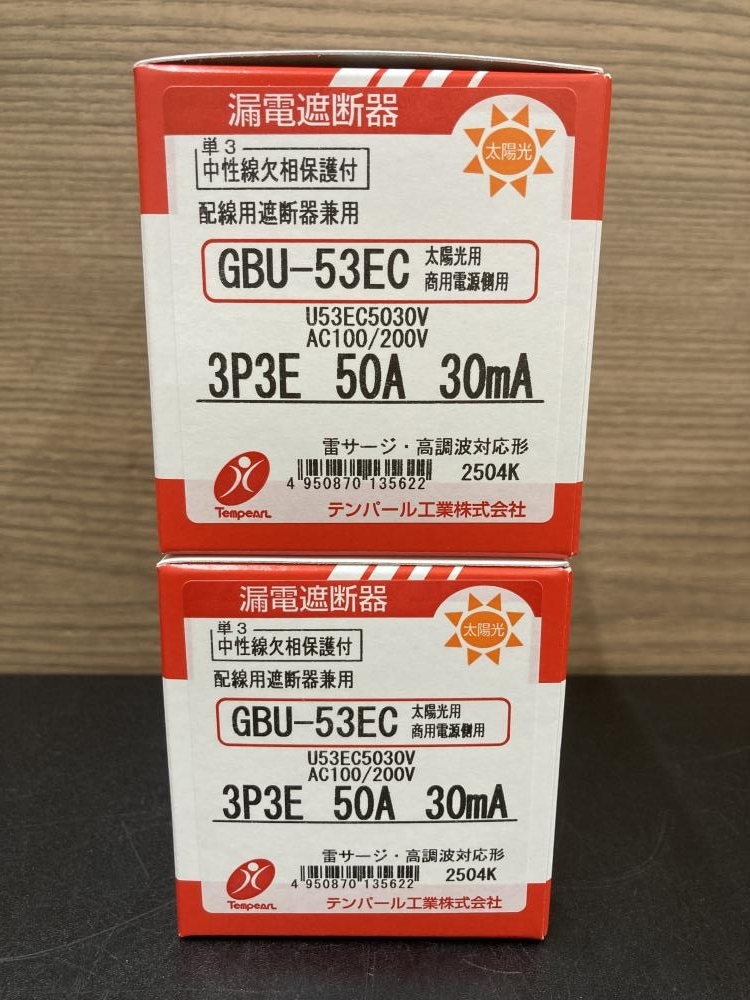 漏電遮断器
太陽光
単3
中性線欠相保護付
配線用遮断器兼用
GBU-53EC 太陽光用
商用電源側用
U53EC5030V
AC100/200V
3P3E 50A 30mA
雷サージ・高調波対応形
4 950870 135622 2504K
Tempearl テンパール工業株式会社
漏電遮断器
太陽光
単3
中性線欠相保護付
配線用遮断器兼用
GBU-53EC 太陽光用
商用電源側用
U53EC5030V
AC100/200V
3P3E 50A 30mA
雷サージ・高調波対応形
4 950870 135622 2504K
Tempearl テンパール工業株式会社